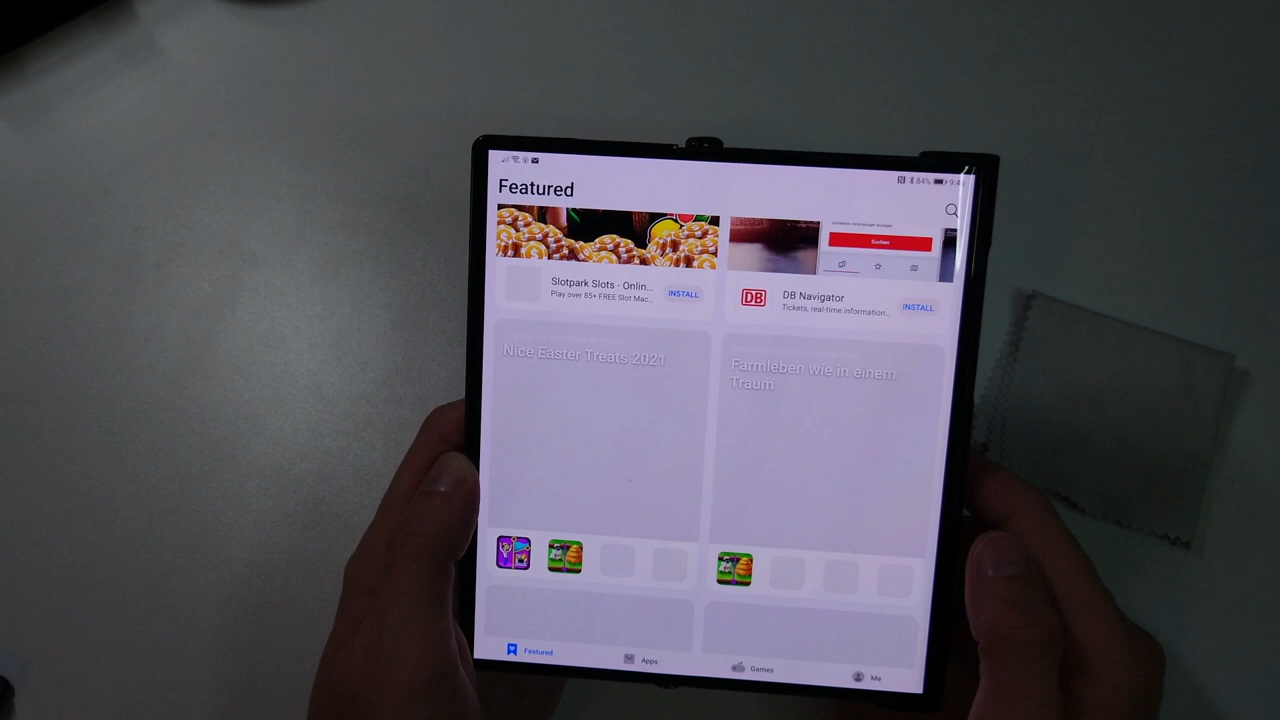 84%
Featured
Suchen
Slotpark Slots - Onlin...
Play over 85+ FREE Slot Mac...
INSTALL
DB
DB Navigator
Tickets, real-time information...
INSTALL
Nice Easter Treats 2021
Farmleben wie in einem
Traum
Featured
Apps
Games
Me